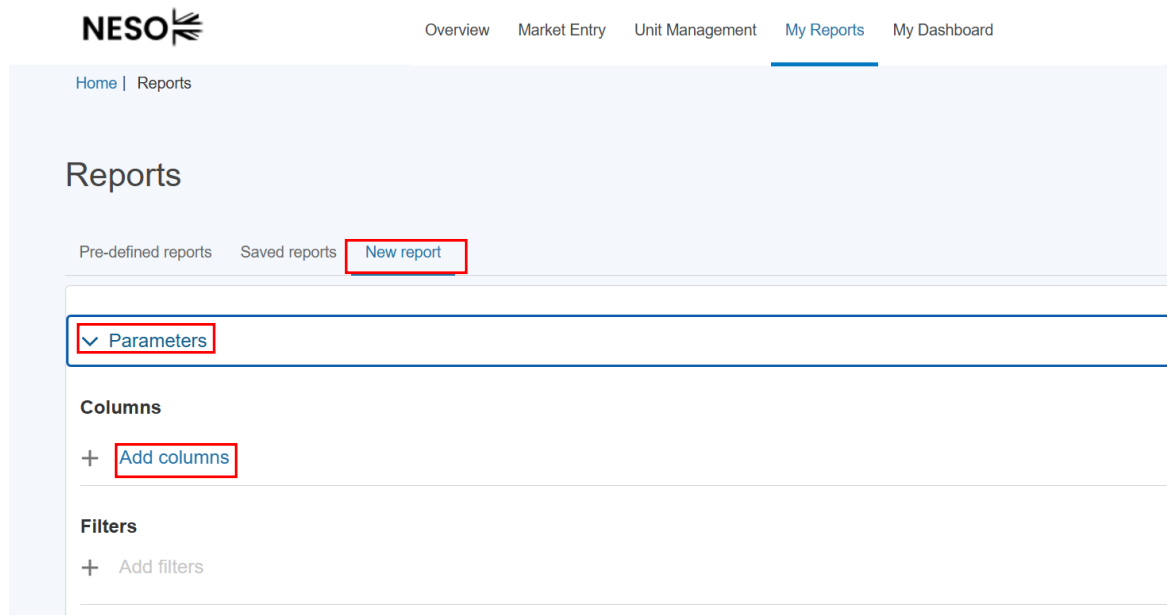 NESO
Overview Market Entry Unit Management My Reports My Dashboard
Home | Reports
Reports
Pre-defined reports Saved reports New report
Parameters
Columns
+ Add columns
Filters
+ Add filters